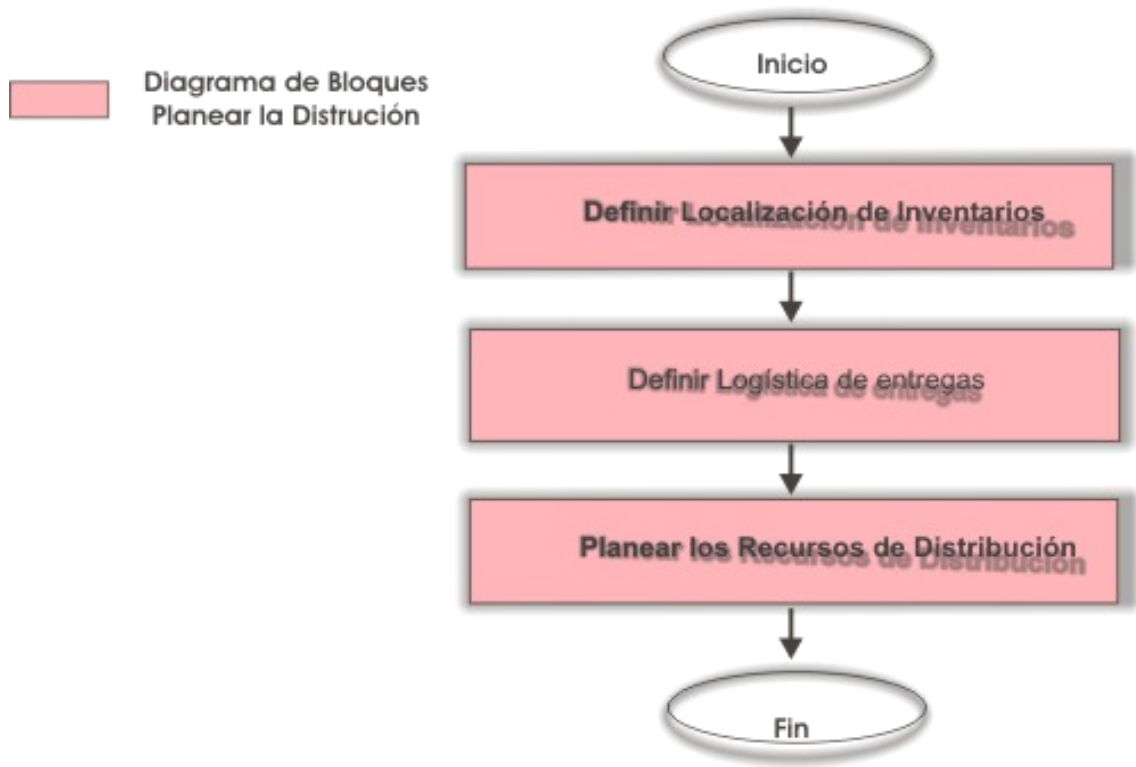 Diagrama de Bloques
Planear la Distrución
Inicio
Definir Localización de Inventarios
Definir Logística de entregas
Planear los Recursos de Distribución
Fin